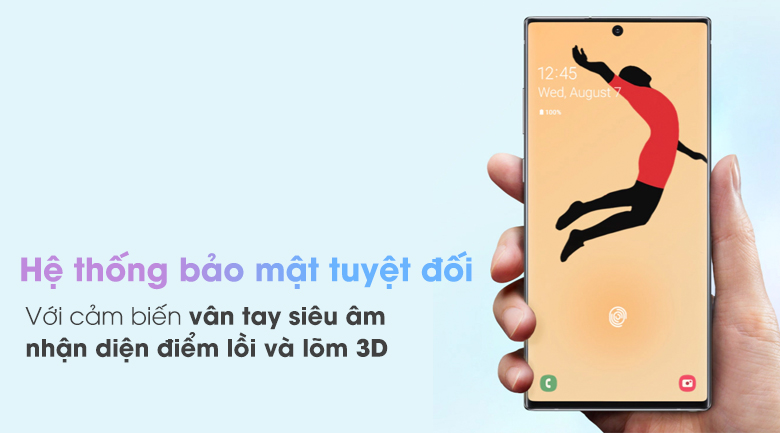 12:45
Wed, August 7
100%
Hệ thống bảo mật tuyệt đối
Với cảm biến vân tay siêu âm
nhận diện điểm lồi và lõm 3D